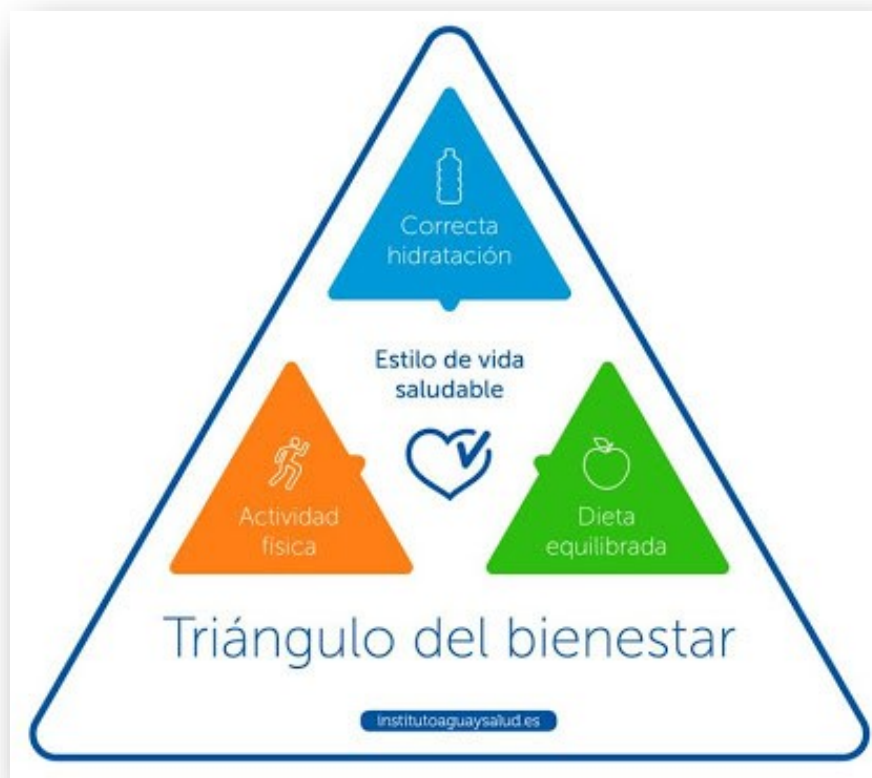 Correcta
hidratación
Estilo de vida
saludable
Actividad
física
Dieta
equilibrada
Triángulo del bienestar
institutoaguaysalud.es